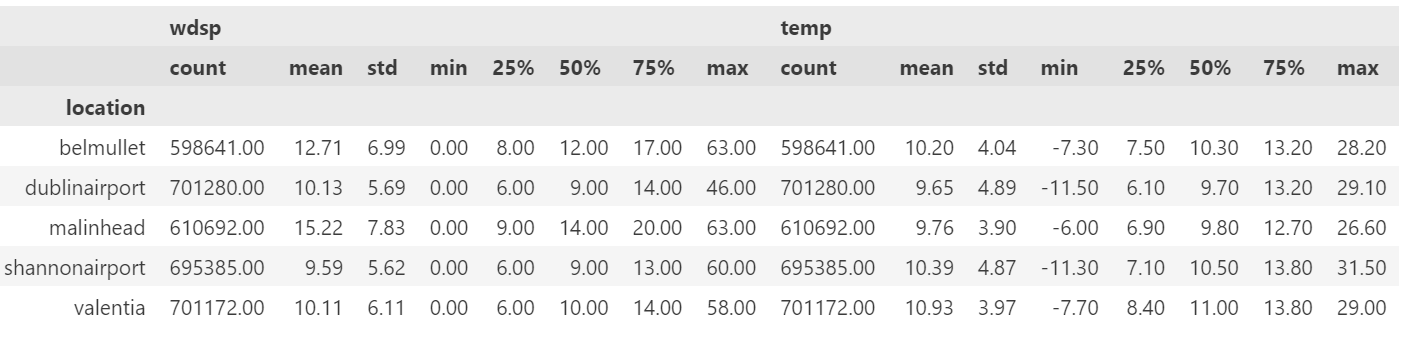 wdsp temp
count mean std min 25% 50% 75% max count mean std min 25% 50% 75% max
location
belmullet 598641.00 12.71 6.99 0.00 8.00 12.00 17.00 63.00 598641.00 10.20 4.04 -7.30 7.50 10.30 13.20 28.20
dublinairport 701280.00 10.13 5.69 0.00 6.00 9.00 14.00 46.00 701280.00 9.65 4.89 -11.50 6.10 9.70 13.20 29.10
malinhead 610692.00 15.22 7.83 0.00 9.00 14.00 20.00 63.00 610692.00 9.76 3.90 -6.00 6.90 9.80 12.70 26.60
shannonairport 695385.00 9.59 5.62 0.00 6.00 9.00 13.00 60.00 695385.00 10.39 4.87 -11.30 7.10 10.50 13.80 31.50
valentia 701172.00 10.11 6.11 0.00 6.00 10.00 14.00 58.00 701172.00 10.93 3.97 -7.70 8.40 11.00 13.80 29.00